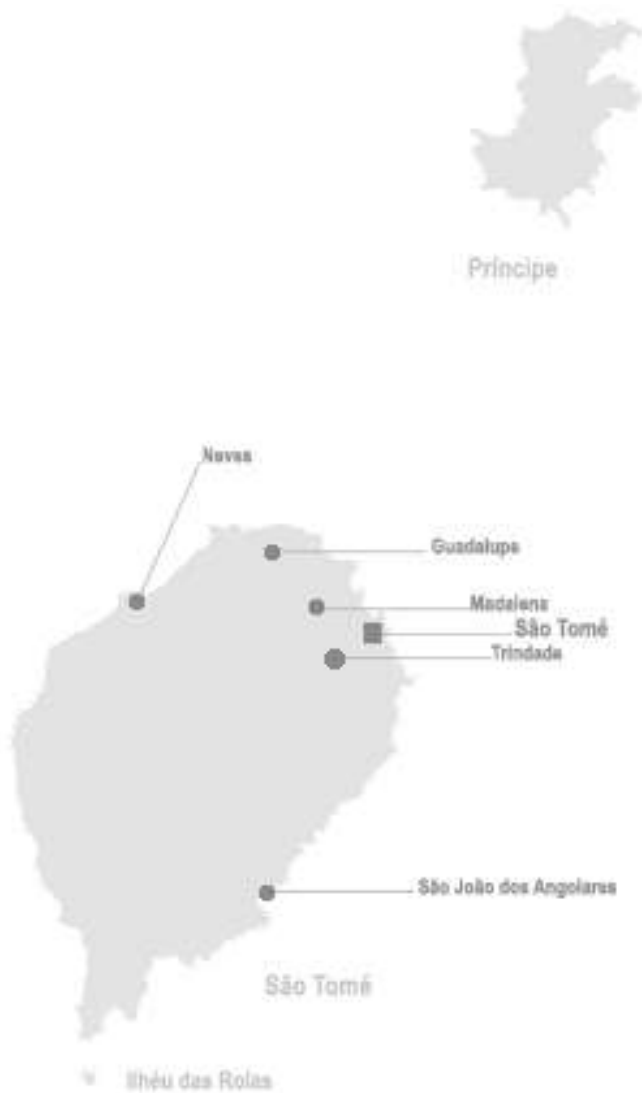 Príncipe
Neves
Guadalupe
Madalena
São Tomé
Trindade
São João dos Angolares
São Tomé
Ilhéu das Rolas